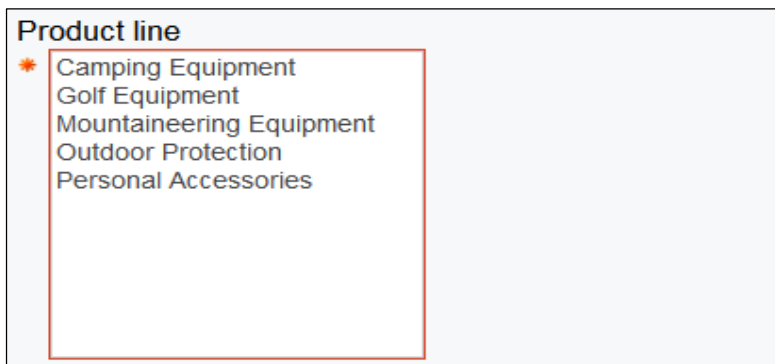 Product line
Camping Equipment
Golf Equipment
Mountaineering Equipment
Outdoor Protection
Personal Accessories